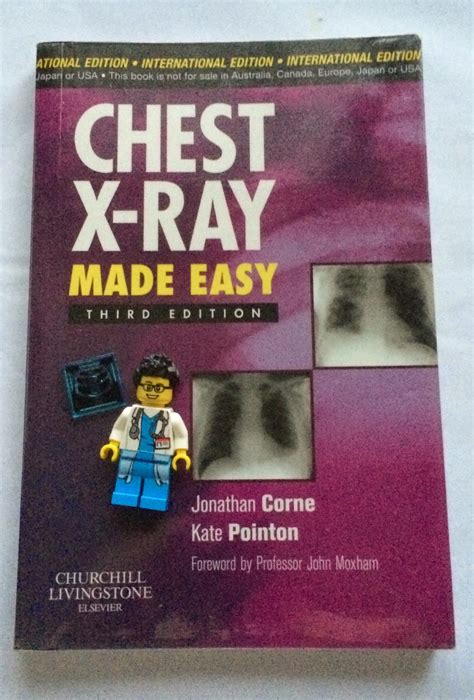 ATIONAL EDITION • INTERNATIONAL EDITION • INTERNATIONAL EDITION
Japan or USA • This book is not for sale in Australia, Canada, Europe, Japan or USA
CHEST
X-RAY
MADE EASY
THIRD EDITION
Jonathan Corne
Kate Pointon
Foreword by Professor John Moxham
CHURCHILL
LIVINGSTONE
ELSEVIER